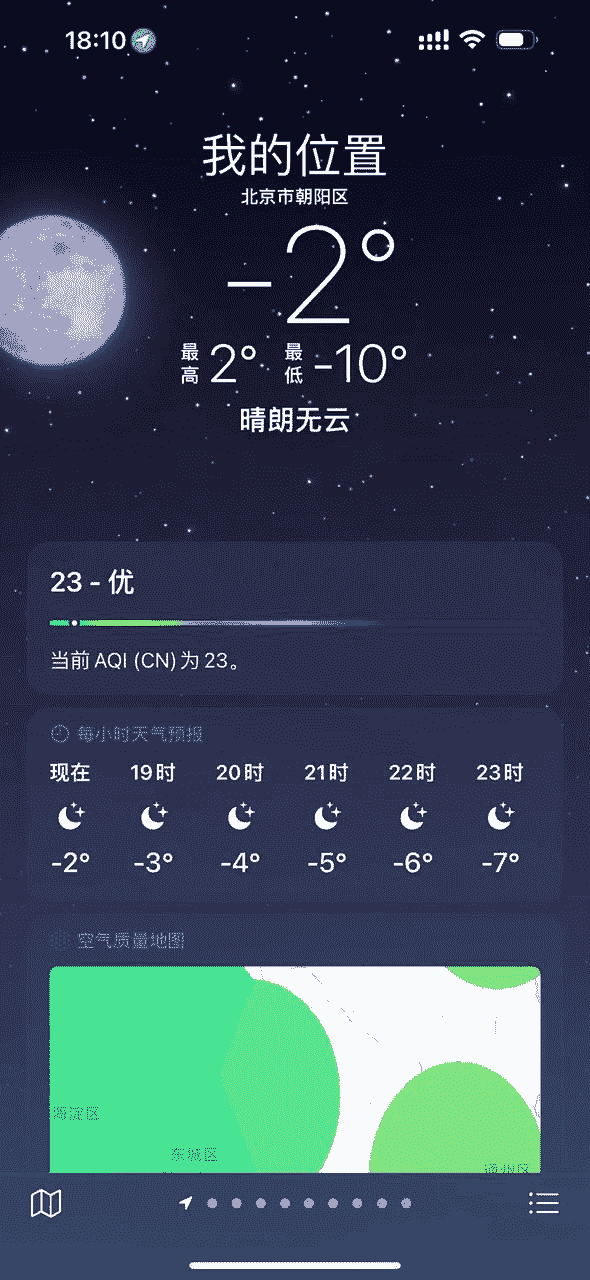 18:10
我的位置
北京市朝阳区
-2°
最高 2° 最低 -10°
晴朗无云
23 - 优
当前 AQI (CN) 为 23。
每小时天气预报
现在 19时 20时 21时 22时 23时
-2° -3° -4° -5° -6° -7°
空气质量地图
海淀区
东城区
通州区